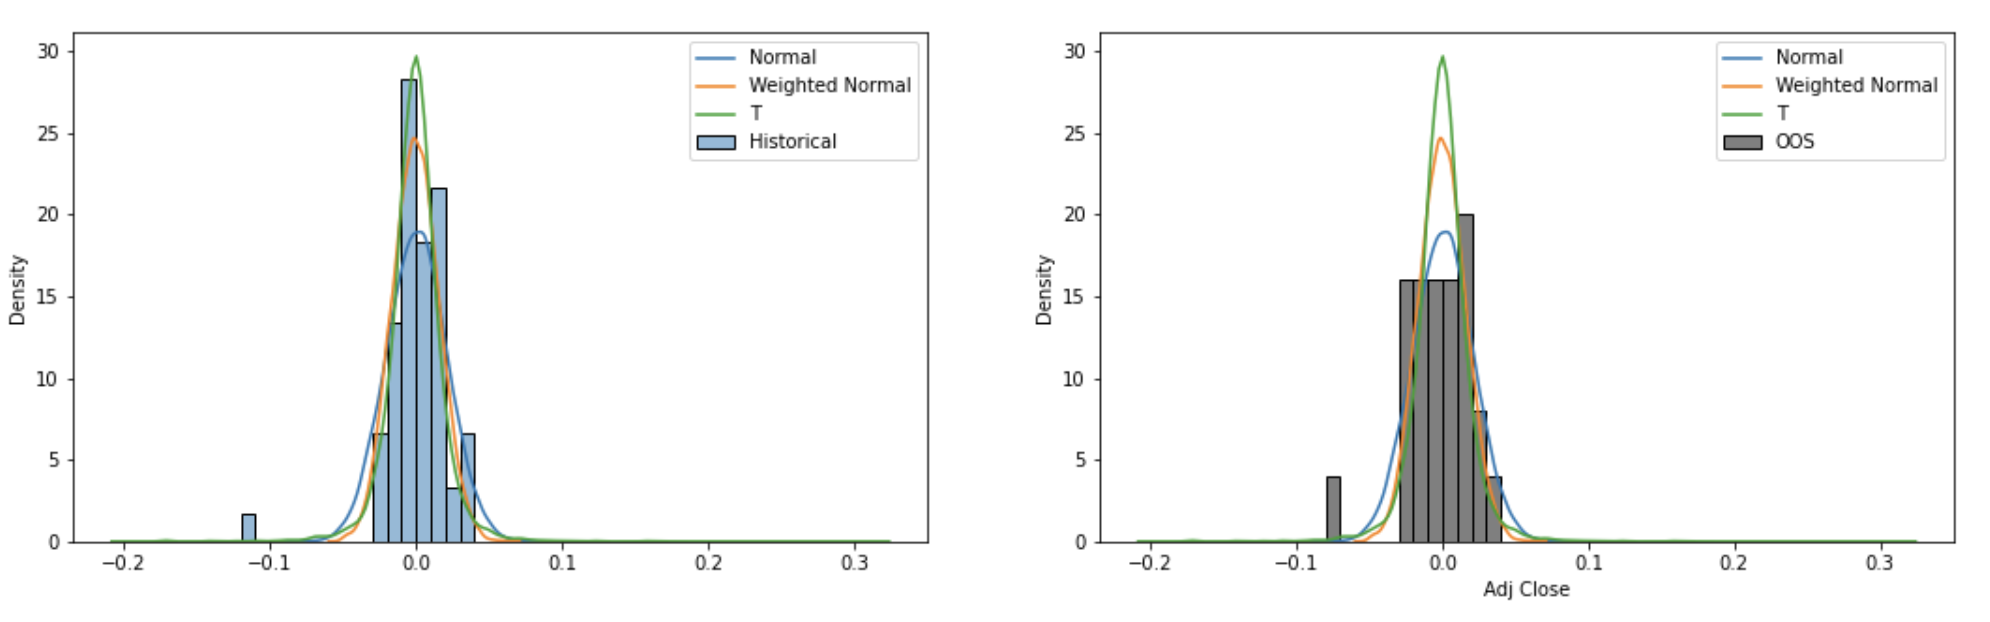 30
25
20
15
10
5
0
Density
−0.2 −0.1 0.0 0.1 0.2 0.3
Normal
Weighted Normal
T
Historical
30
25
20
15
10
5
0
Density
−0.2 −0.1 0.0 0.1 0.2 0.3
Adj Close
Normal
Weighted Normal
T
OOS